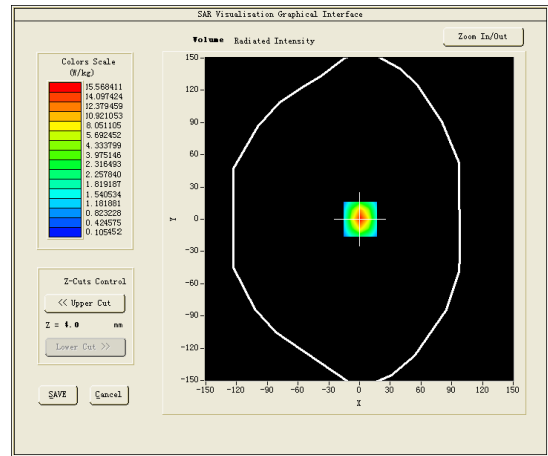 SAR Visualisation Graphical Interface
Volume Radiated Intensity
Zoom In/Out
Colors Scale
(W/kg)
15.568411
14.097424
12.379459
10.921053
8.051105
5.692452
4.333799
3.975146
2.316493
2.257840
1.819187
1.540534
1.181881
0.823228
0.424575
0.105452
Z-Cuts Control
<< Upper Cut
Z = 4.0 mm
Lower Cut >>
SAVE Cancel
150
120
90
60
30
0
-30
-60
-90
-120
-150
Y
-150 -120 -90 -60 -30 0 30 60 90 120 150
X